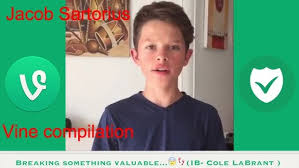 Jacob Sartorius
Vine compilation
BREAKING SOMETHING VALUABLE...😰👣(IB- COLE LABRANT )